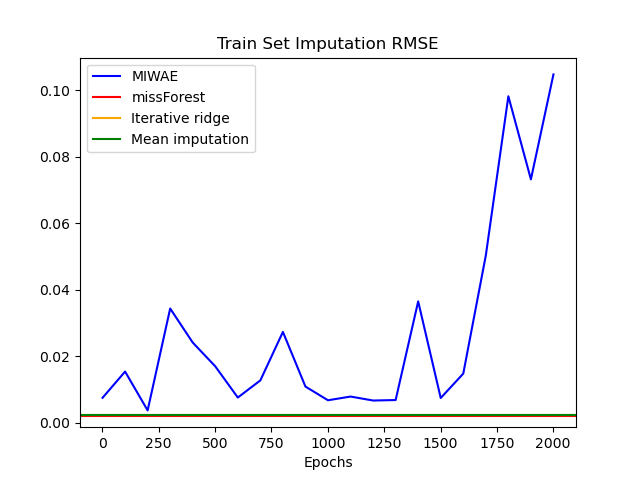 Train Set Imputation RMSE
MIWAE
missForest
Iterative ridge
Mean imputation
0.10
0.08
0.06
0.04
0.02
0.00
0 250 500 750 1000 1250 1500 1750 2000
Epochs